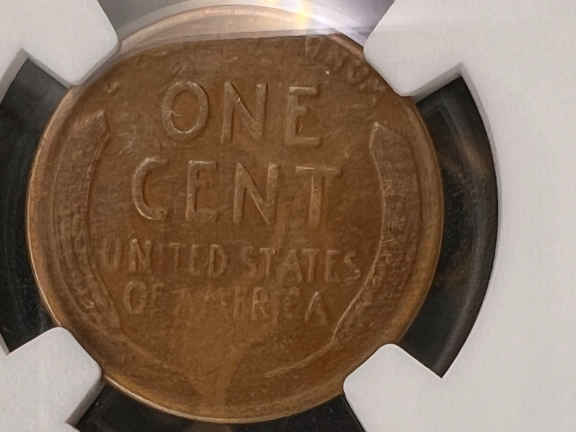 ONE
CENT
UNITED STATES
OF AMERICA